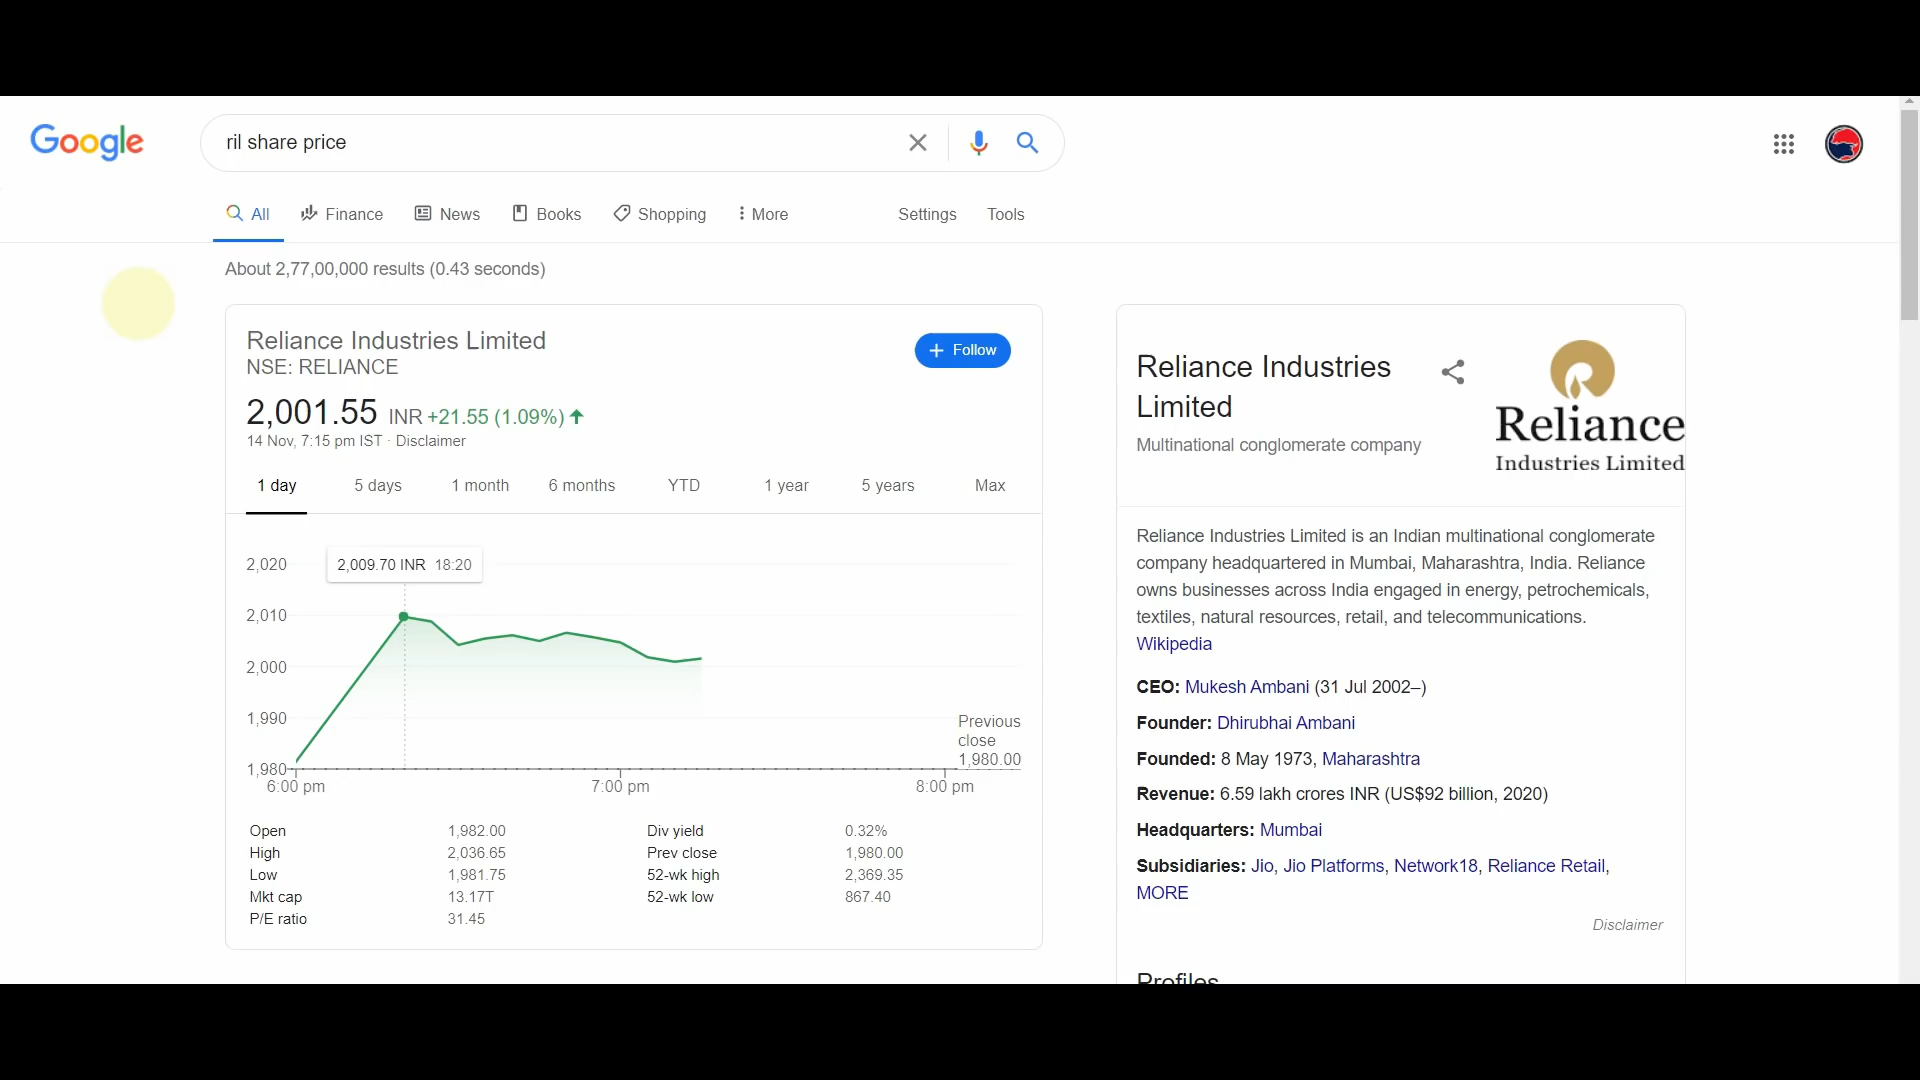 Google
ril share price
All Finance News Books Shopping More Settings Tools
About 2,77,00,000 results (0.43 seconds)
Reliance Industries Limited
NSE: RELIANCE
+ Follow
2,001.55 INR +21.55 (1.09%)
14 Nov, 7:15 pm IST · Disclaimer
1 day 5 days 1 month 6 months YTD 1 year 5 years Max
2,009.70 INR 18:20
2,020
2,010
2,000
1,990
1,980
Previous
close
1,980.00
6:00 pm 7:00 pm 8:00 pm
Open 1,982.00 Div yield 0.32%
High 2,036.65 Prev close 1,980.00
Low 1,981.75 52-wk high 2,369.35
Mkt cap 13.17T 52-wk low 867.40
P/E ratio 31.45
Reliance Industries
Limited
Multinational conglomerate company
Reliance
Industries Limited
Reliance Industries Limited is an Indian multinational conglomerate
company headquartered in Mumbai, Maharashtra, India. Reliance
owns businesses across India engaged in energy, petrochemicals,
textiles, natural resources, retail, and telecommunications.
Wikipedia
CEO: Mukesh Ambani (31 Jul 2002–)
Founder: Dhirubhai Ambani
Founded: 8 May 1973, Maharashtra
Revenue: 6.59 lakh crores INR (US$92 billion, 2020)
Headquarters: Mumbai
Subsidiaries: Jio, Jio Platforms, Network18, Reliance Retail,
MORE
Disclaimer
Profiles